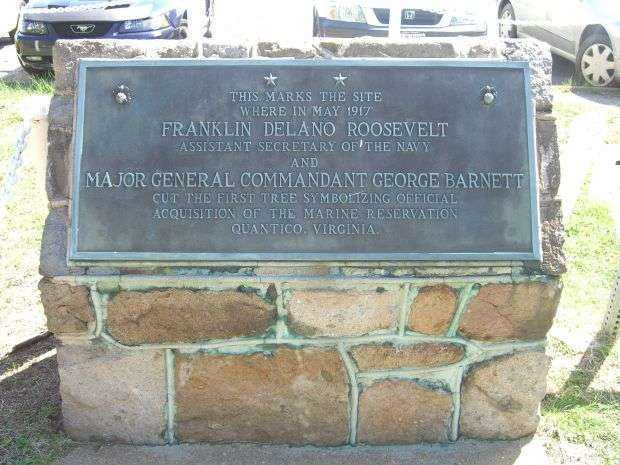 THIS MARKS THE SITE
WHERE IN MAY 1917
FRANKLIN DELANO ROOSEVELT
ASSISTANT SECRETARY OF THE NAVY
AND
MAJOR GENERAL COMMANDANT GEORGE BARNETT
CUT THE FIRST TREE SYMBOLIZING OFFICIAL
ACQUISITION OF THE MARINE RESERVATION
QUANTICO, VIRGINIA.